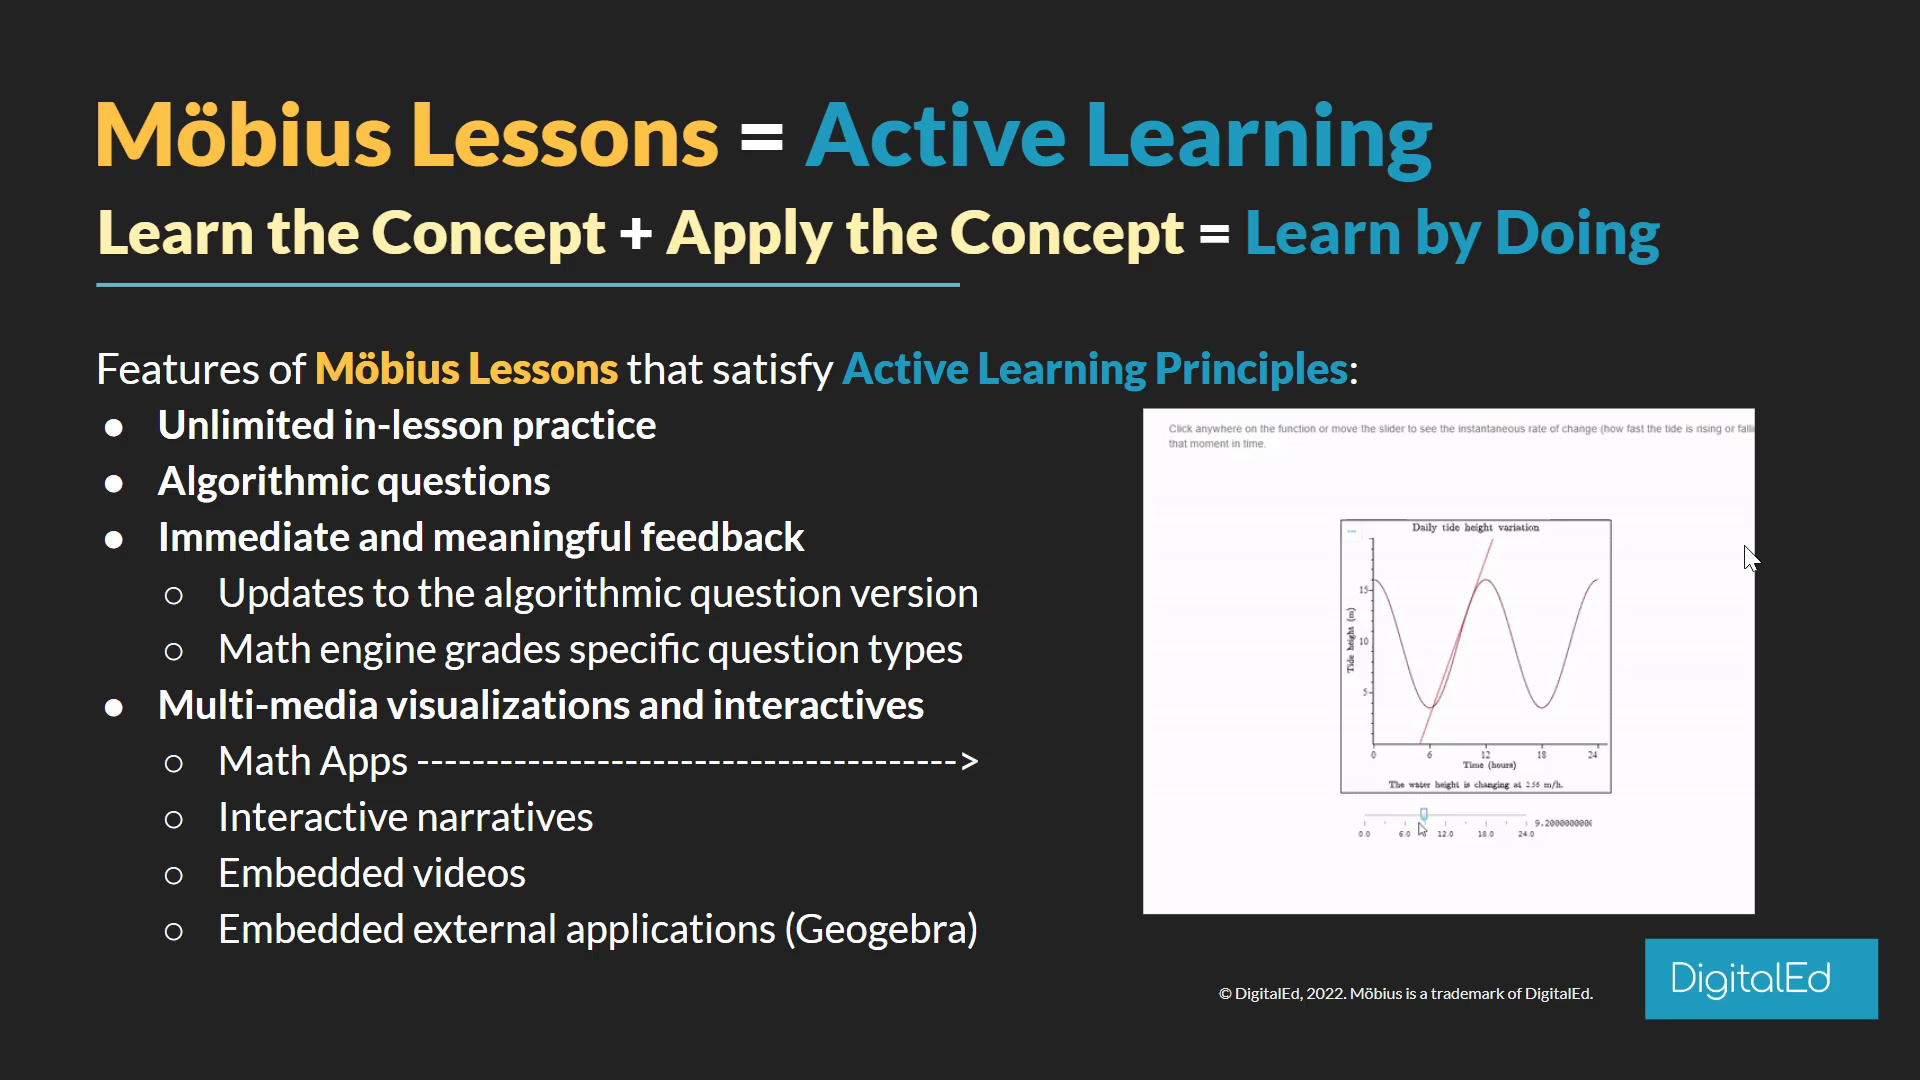 Möbius Lessons = Active Learning
Learn the Concept + Apply the Concept = Learn by Doing
Features of Möbius Lessons that satisfy Active Learning Principles:
● Unlimited in-lesson practice
● Algorithmic questions
● Immediate and meaningful feedback
○ Updates to the algorithmic question version
○ Math engine grades specific question types
● Multi-media visualizations and interactives
○ Math Apps --------------------------------------->
○ Interactive narratives
○ Embedded videos
○ Embedded external applications (Geogebra)
Click anywhere on the function or move the slider to see the instantaneous rate of change (how fast the tide is rising or
that moment in time.
Daily tide height variation
Tide height (m)
15
10
5
0 6 12 18 24
Time (hours)
The water height is changing at 2.56 m/h.
0.0 6.0 12.0 18.0 24.0
© DigitalEd, 2022. Möbius is a trademark of DigitalEd.
DigitalEd